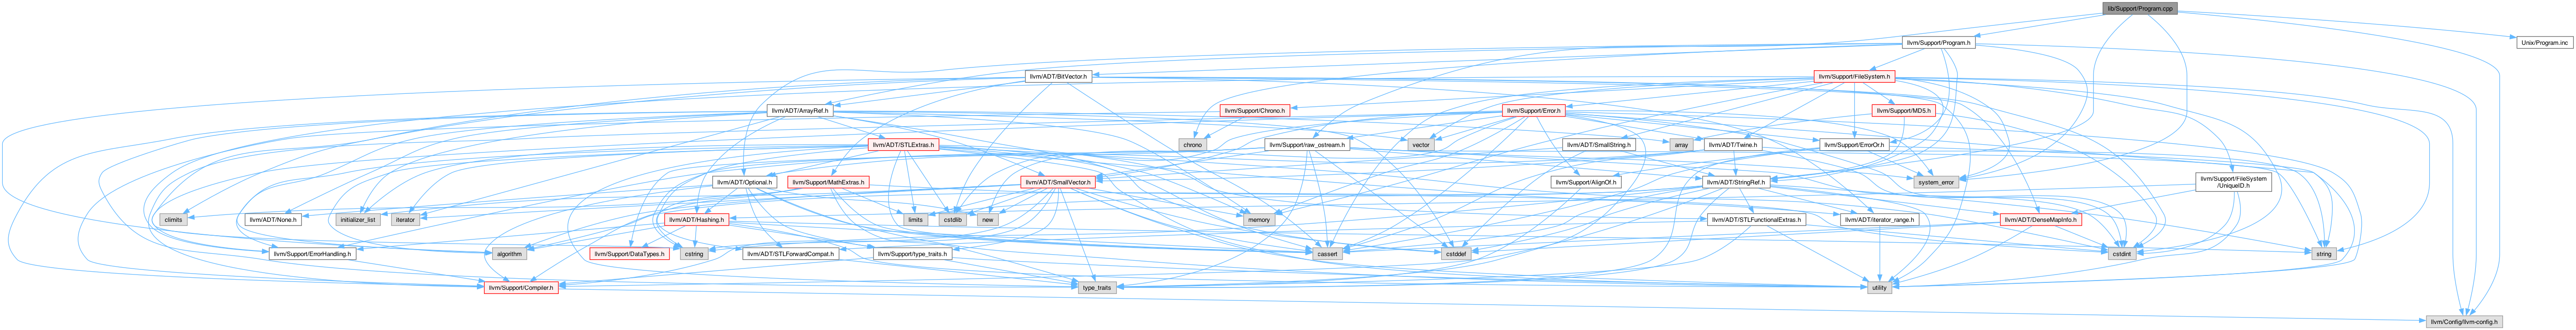 lib/Support/Program.cpp
llvm/Support/Program.h
Unix/Program.inc
llvm/ADT/BitVector.h
llvm/Support/FileSystem.h
llvm/ADT/ArrayRef.h
llvm/Support/Chrono.h
llvm/Support/Error.h
llvm/Support/MD5.h
llvm/ADT/STLExtras.h
chrono
llvm/Support/raw_ostream.h
vector
llvm/ADT/SmallString.h
array
llvm/ADT/Twine.h
llvm/Support/ErrorOr.h
llvm/ADT/Optional.h
llvm/Support/MathExtras.h
llvm/ADT/SmallVector.h
llvm/Support/AlignOf.h
llvm/ADT/StringRef.h
system_error
llvm/Support/FileSystem
/UniqueID.h
climits
llvm/ADT/None.h
initializer_list
iterator
llvm/ADT/Hashing.h
limits
cstdlib
new
memory
llvm/ADT/STLFunctionalExtras.h
llvm/ADT/iterator_range.h
llvm/ADT/DenseMapInfo.h
llvm/Support/ErrorHandling.h
algorithm
llvm/Support/DataTypes.h
cstring
llvm/ADT/STLForwardCompat.h
llvm/Support/type_traits.h
cassert
cstddef
cstdint
string
llvm/Support/Compiler.h
type_traits
utility
llvm/Config/llvm-config.h